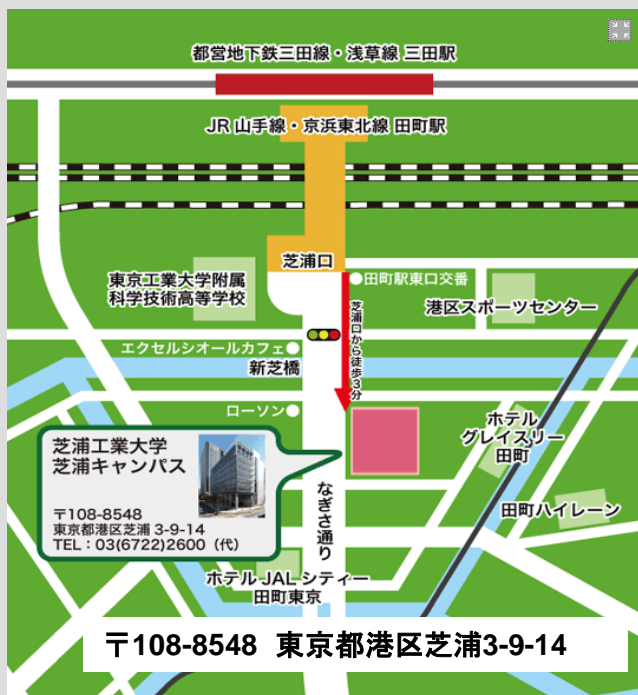 都営地下鉄三田線・浅草線 三田駅
JR 山手線・京浜東北線 田町駅
芝浦口
東京工業大学附属
科学技術高等学校
田町駅東口交番
港区スポーツセンター
芝浦口から徒歩3分
エクセルシオールカフェ
新芝橋
ローソン
ホテル
グレイスリー
田町
芝浦工業大学
芝浦キャンパス
〒108-8548
東京都港区芝浦 3-9-14
TEL：03(6722)2600（代）
なぎさ通り
田町ハイレーン
ホテル JAL シティー
田町東京
〒108-8548 東京都港区芝浦3-9-14